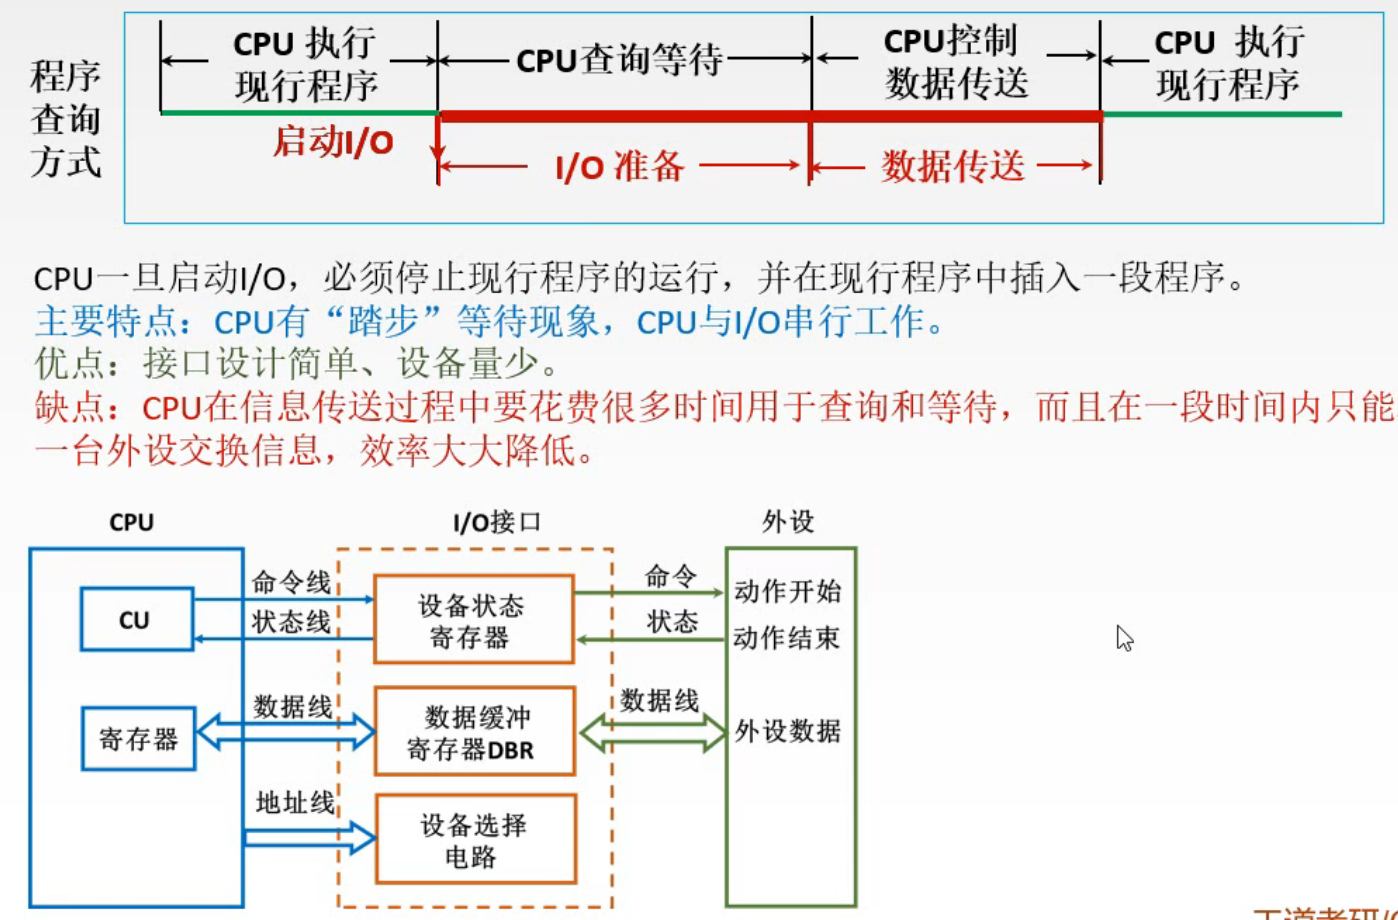 程序
查询
方式
CPU 执行
现行程序
CPU查询等待
CPU控制
数据传送
CPU 执行
现行程序
启动I/O
I/O 准备
数据传送
CPU一旦启动I/O，必须停止现行程序的运行，并在现行程序中插入一段程序。
主要特点：CPU有“踏步”等待现象，CPU与I/O串行工作。
优点：接口设计简单、设备量少。
缺点：CPU在信息传送过程中要花费很多时间用于查询和等待，而且在一段时间内只能
一台外设交换信息，效率大大降低。
CPU
I/O接口
外设
CU
命令线
状态线
设备状态
寄存器
命令
状态
动作开始
动作结束
寄存器
数据线
数据缓冲
寄存器DBR
数据线
外设数据
地址线
设备选择
电路